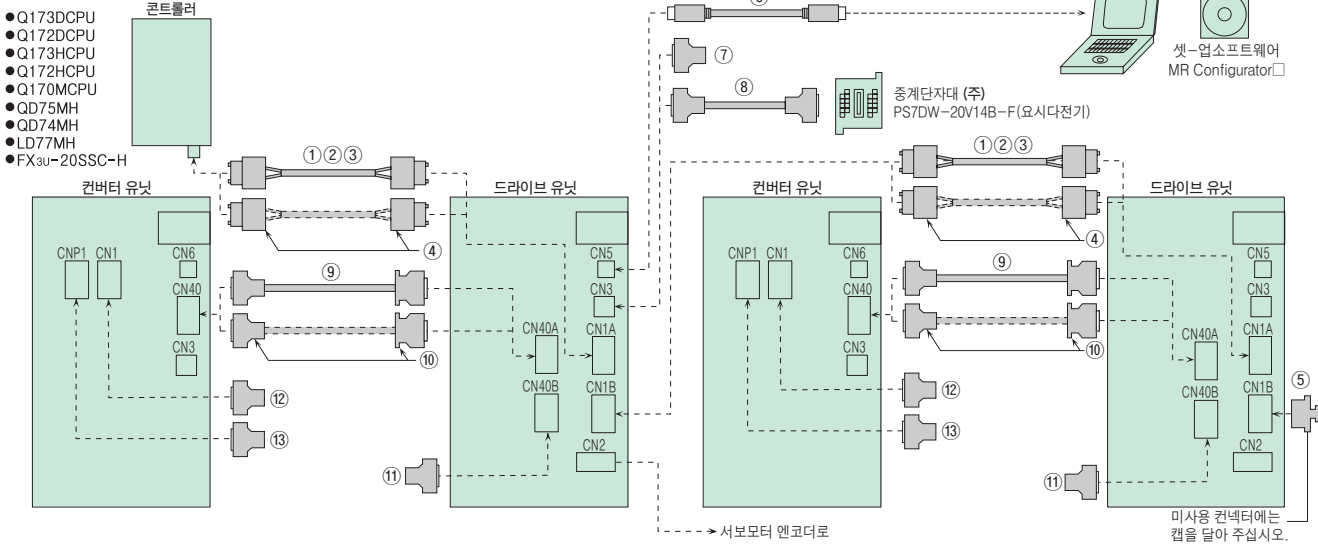 ●Q173DCPU
●Q172DCPU
●Q173HCPU
●Q172HCPU
●Q170MCPU
●QD75MH
●QD74MH
●LD77MH
●FX3U-20SSC-H
콘트롤러
⑦
⑧
중계단자대 (주)
PS7DW-20V14B-F(요시다전기)
셋-업소프트웨어
MR Configurator□
①②③
④
컨버터 유닛
CNP1 CN1
CN6
CN40
CN3
⑨
⑩
⑫
⑬
⑪
드라이브 유닛
CN5
CN3
CN40A
CN1A
CN40B
CN1B
CN2
서보모터 엔코더로
①②③
④
컨버터 유닛
CNP1 CN1
CN6
CN40
CN3
⑨
⑩
⑫
⑬
⑪
드라이브 유닛
CN5
CN3
CN40A
CN1A
CN40B
CN1B
CN2
⑤
미사용 컨넥터에는
캡을 달아 주십시오.